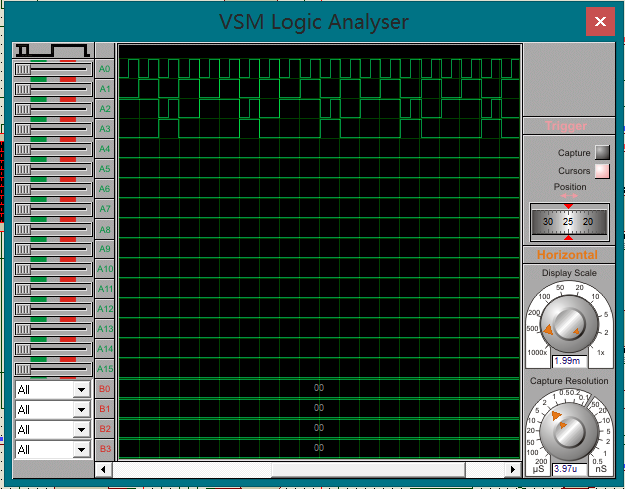 VSM Logic Analyser
A0
A1
A2
A3
A4
A5
A6
A7
A8
A9
A10
A11
A12
A13
A14
A15
All B0 00
All B1 00
All B2 00
All B3 00
Trigger
Capture
Cursors
Position
30 25 20
Horizontal
Display Scale
50 20
100 10
200 5
500 2
1000x 1x
1.99m
Capture Resolution
1 0.5 0.2
2 50
5 20
10 10
20 5
50 2
100 1
200 0.5
µS nS
3.97u